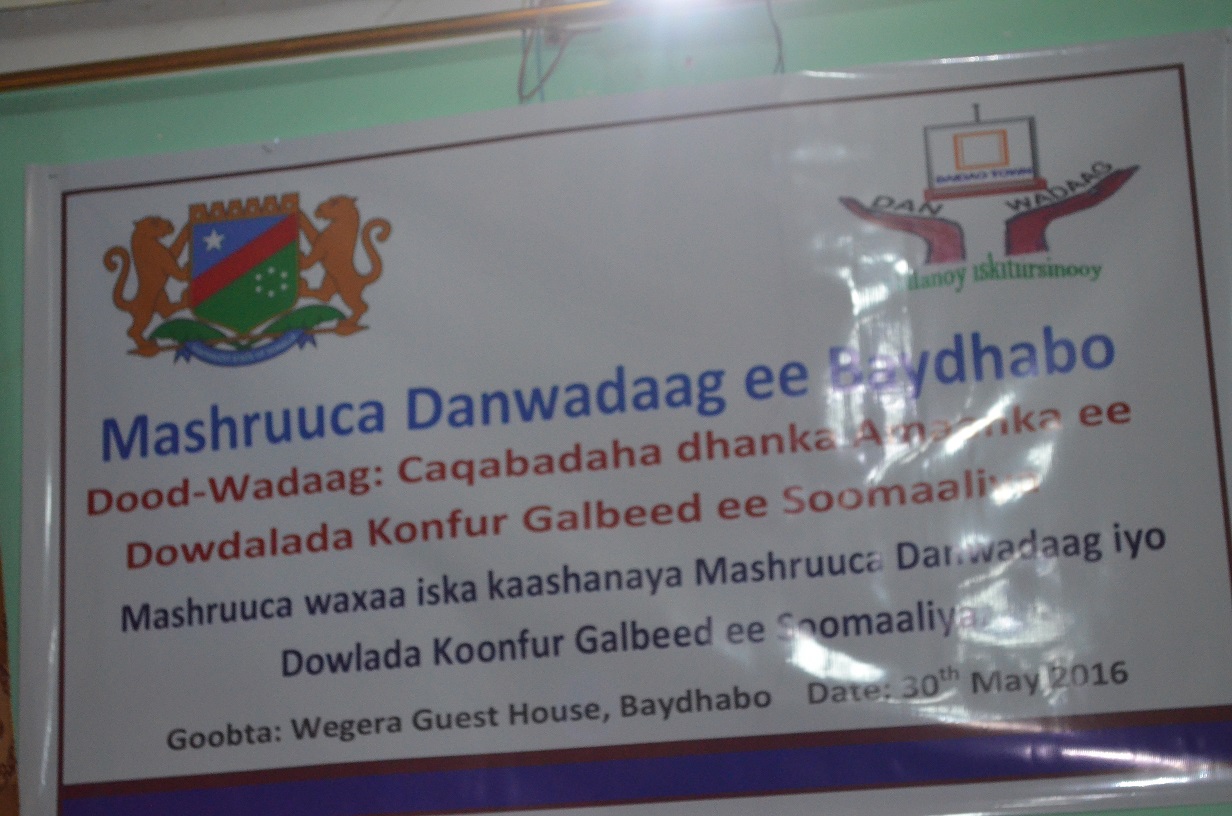 DAN WADAAG
danoy iskitirsinooy
Mashruuca Danwadaag ee Baydhabo
Dood-Wadaag: Caqabadaha dhanka Amaanka ee
Dowdalada Konfur Galbeed ee Soomaaliya
Mashruuca waxaa iska kaashanaya Mashruuca Danwadaag iyo
Dowlada Koonfur Galbeed ee Soomaaliya.
Goobta: Wegera Guest House, Baydhabo Date: 30th May 2016